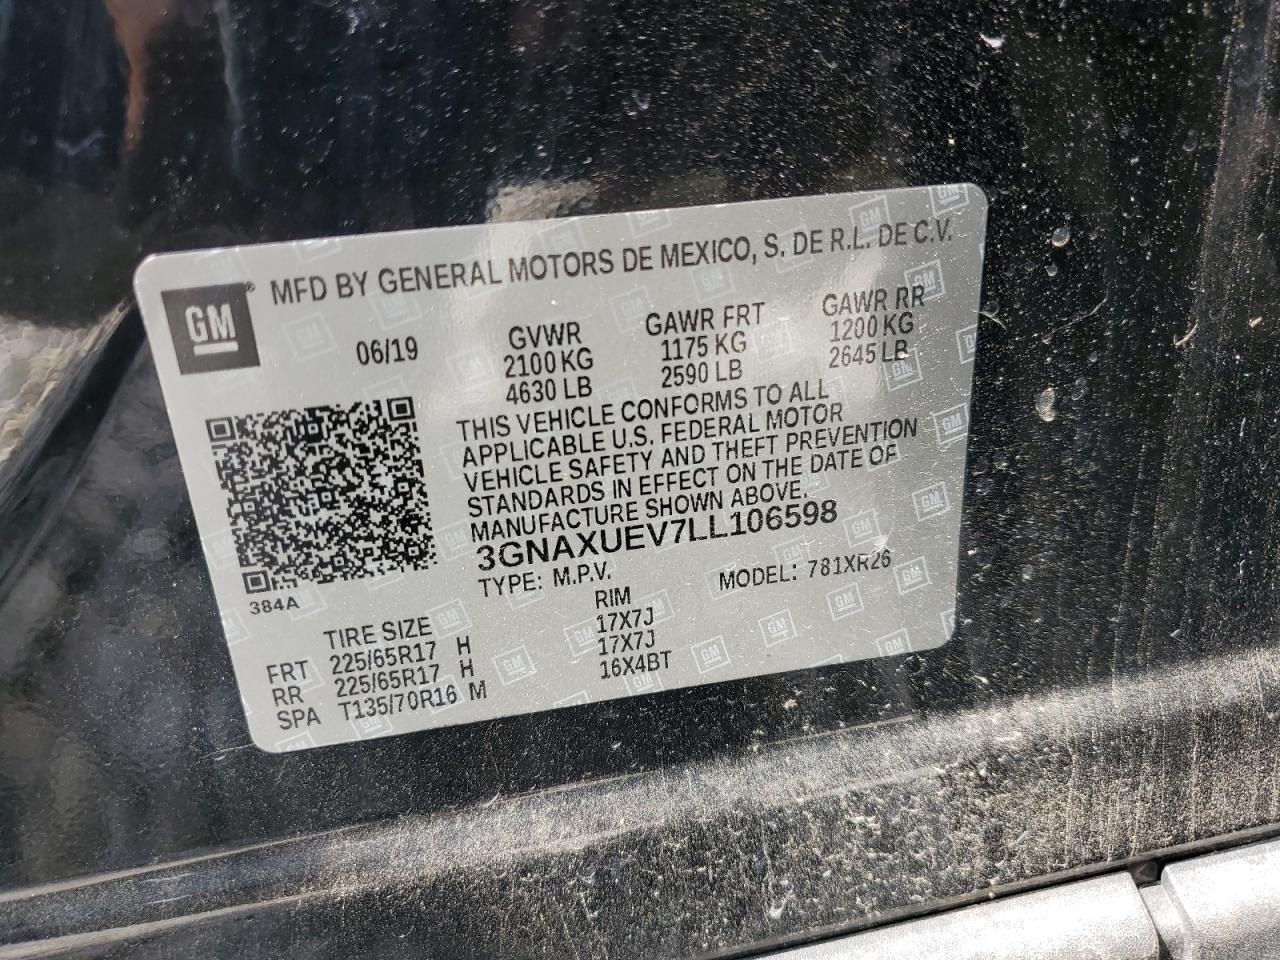 GM® MFD BY GENERAL MOTORS DE MEXICO, S. DE R.L. DE C.V.
06/19 GVWR GAWR FRT GAWR RR
2100 KG 1175 KG 1200 KG
4630 LB 2590 LB 2645 LB
THIS VEHICLE CONFORMS TO ALL
APPLICABLE U.S. FEDERAL MOTOR
VEHICLE SAFETY AND THEFT PREVENTION
STANDARDS IN EFFECT ON THE DATE OF
MANUFACTURE SHOWN ABOVE.
3GNAXUEV7LL106598
TYPE: M.P.V. MODEL: 781XR26
384A
TIRE SIZE RIM
FRT 225/65R17 H 17X7J
RR 225/65R17 H 17X7J
SPA T135/70R16 M 16X4BT